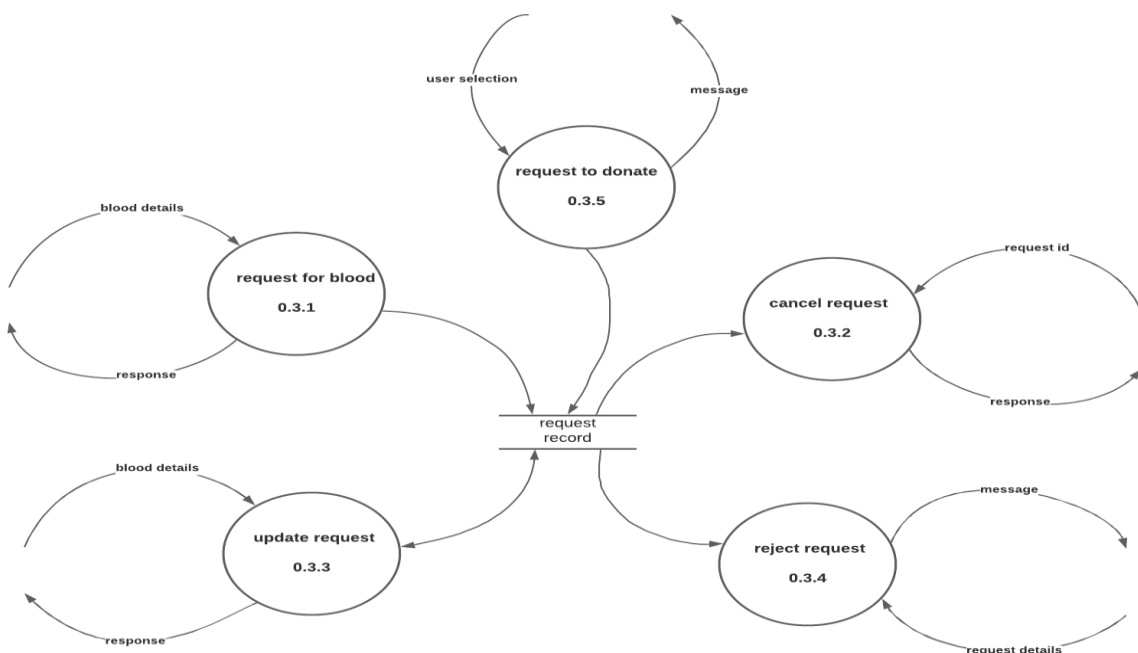 user selection
message
request to donate
0.3.5
blood details
request for blood
0.3.1
response
request id
cancel request
0.3.2
response
request
record
blood details
update request
0.3.3
response
message
reject request
0.3.4
request details